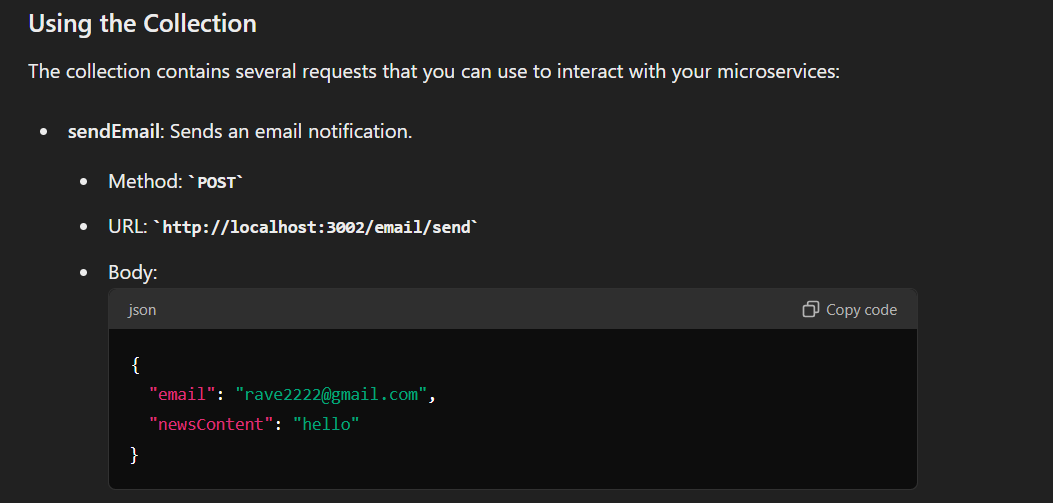 Using the Collection
The collection contains several requests that you can use to interact with your microservices:
• sendEmail: Sends an email notification.
• Method: `POST`
• URL: `http://localhost:3002/email/send`
• Body:
json Copy code
{
"email": "rave2222@gmail.com",
"newsContent": "hello"
}